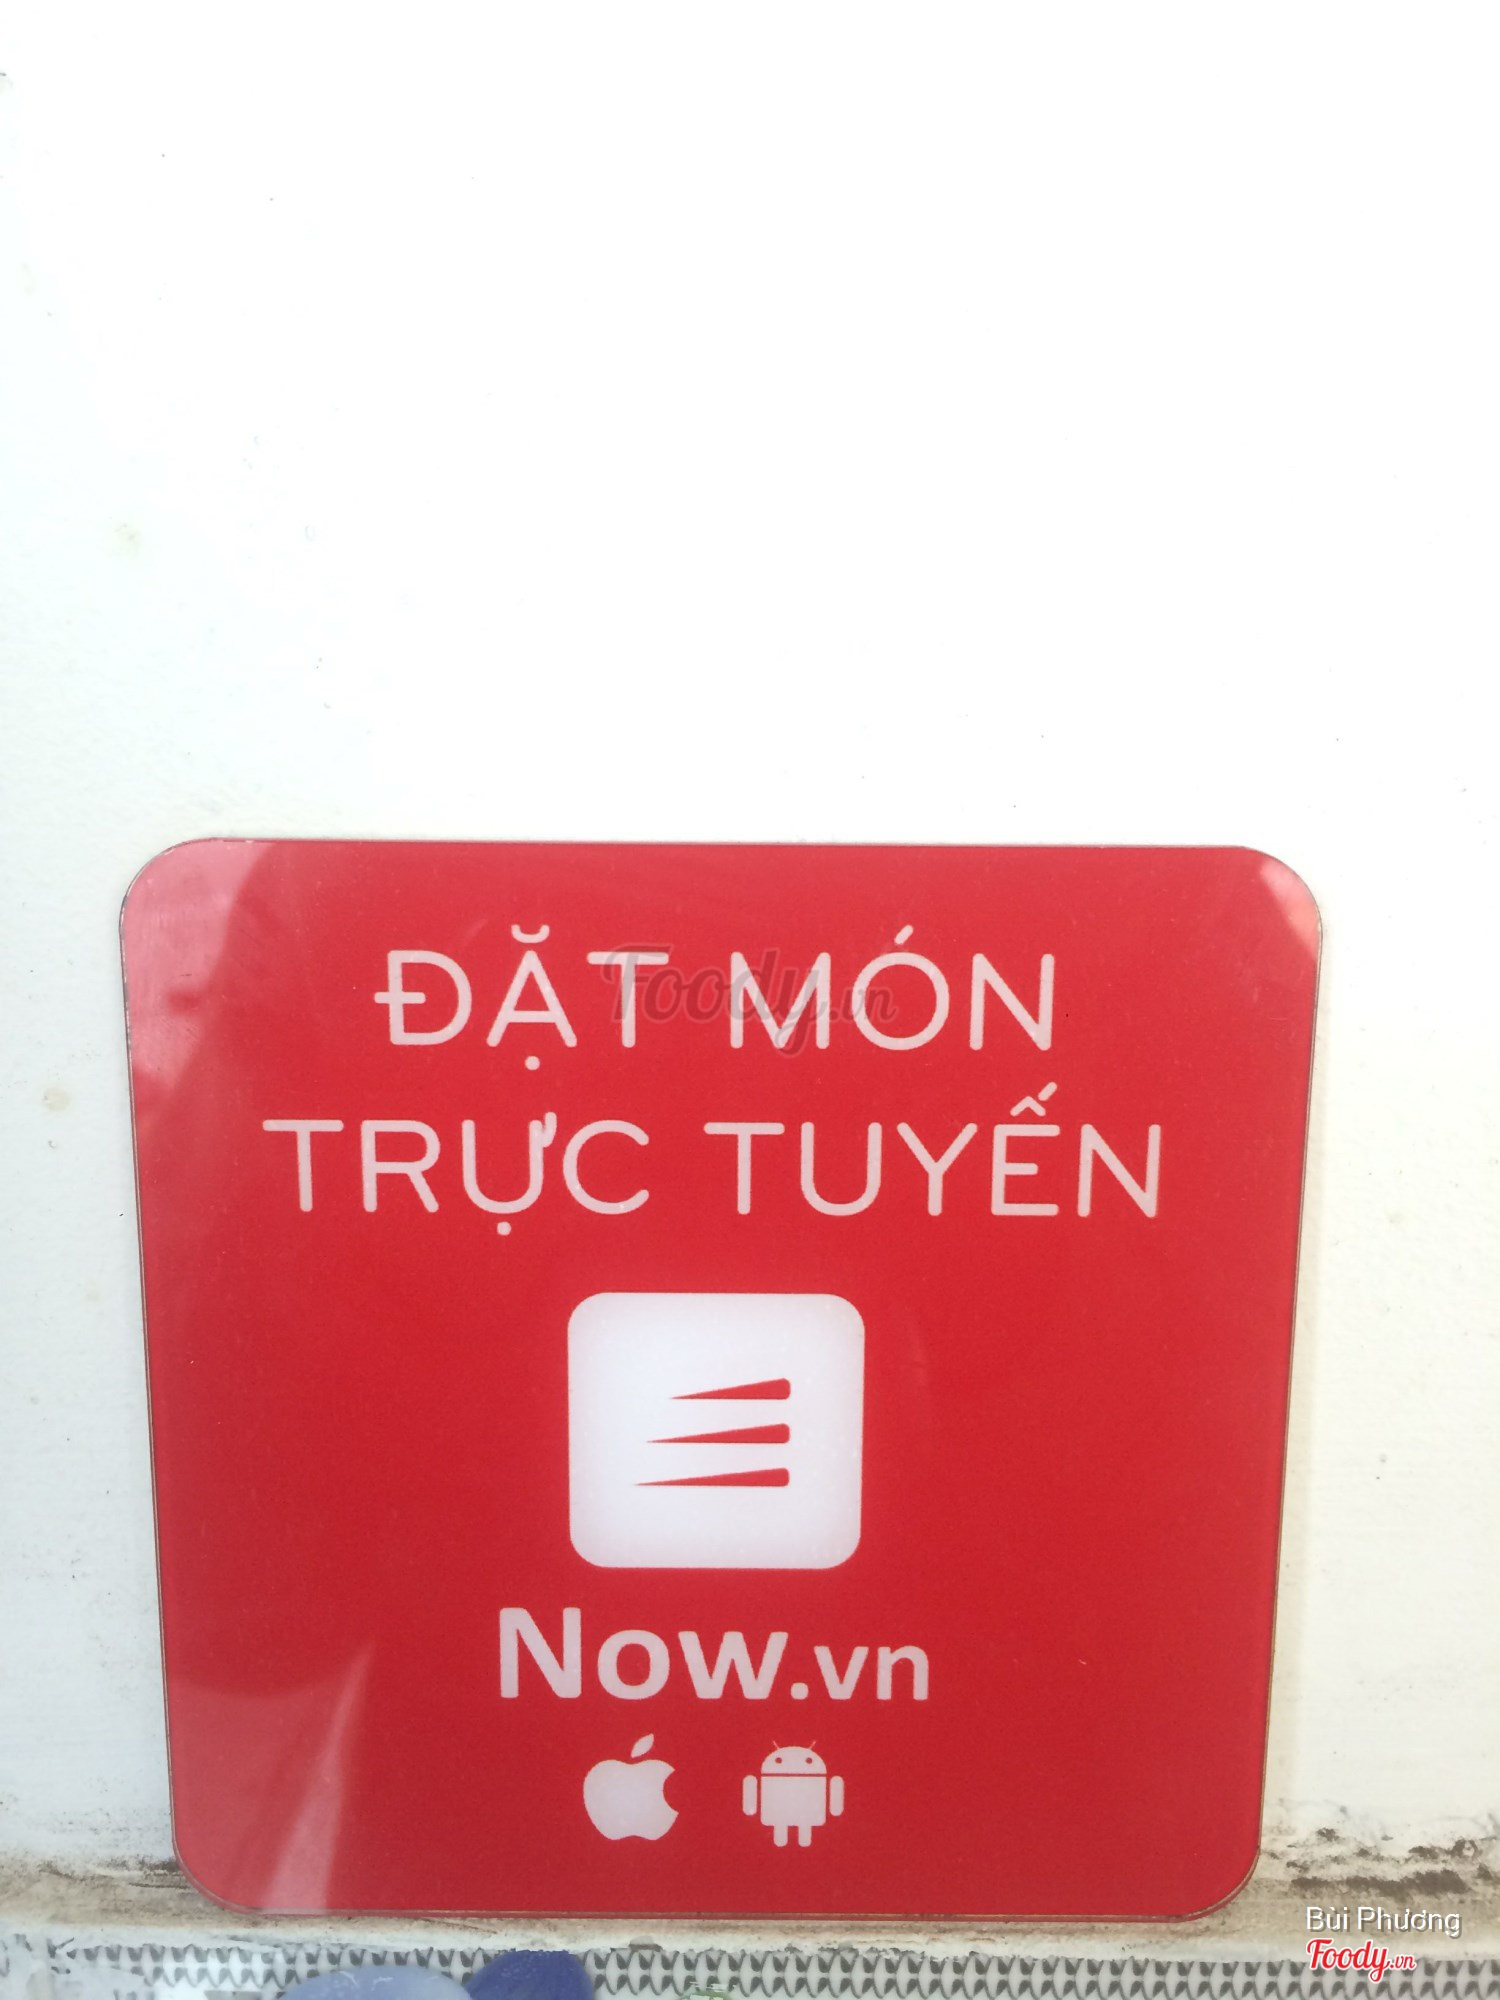 ĐẶT MÓN
Foody.vn
TRỰC TUYẾN
Now.vn
Bùi Phương
Foody.vn